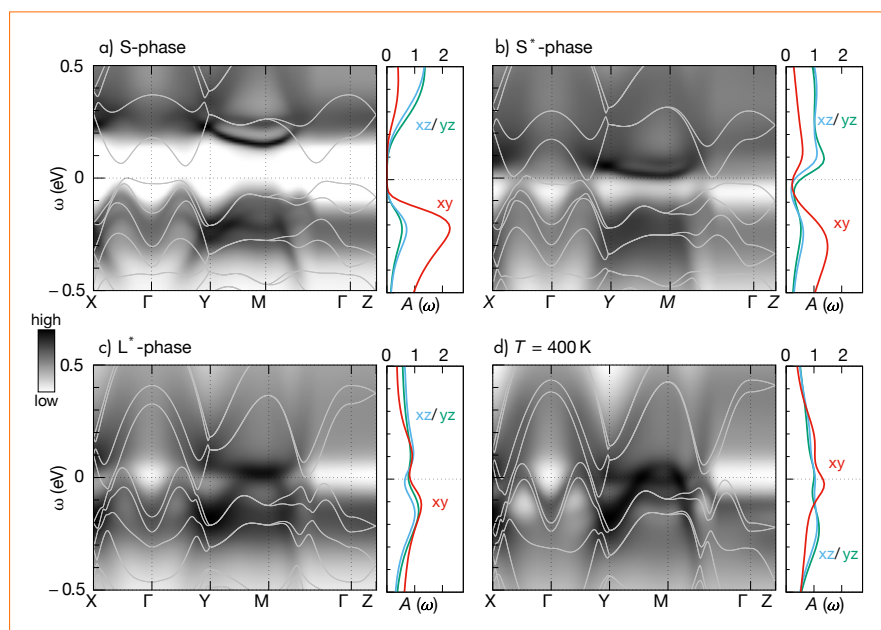 a) S-phase
0 1 2
b) S*-phase
0 1 2
0.5
xz/yz
xz/yz
ω (eV)
0
xy
xy
– 0.5
X Γ Y M Γ Z
A (ω)
X Γ Y M Γ Z
A (ω)
high
low
c) L*-phase
0 1 2
d) T = 400 K
0 1 2
0.5
xz/yz
ω (eV)
0
xy
xy
xz/yz
– 0.5
X Γ Y M Γ Z
A (ω)
X Γ Y M Γ Z
A (ω)